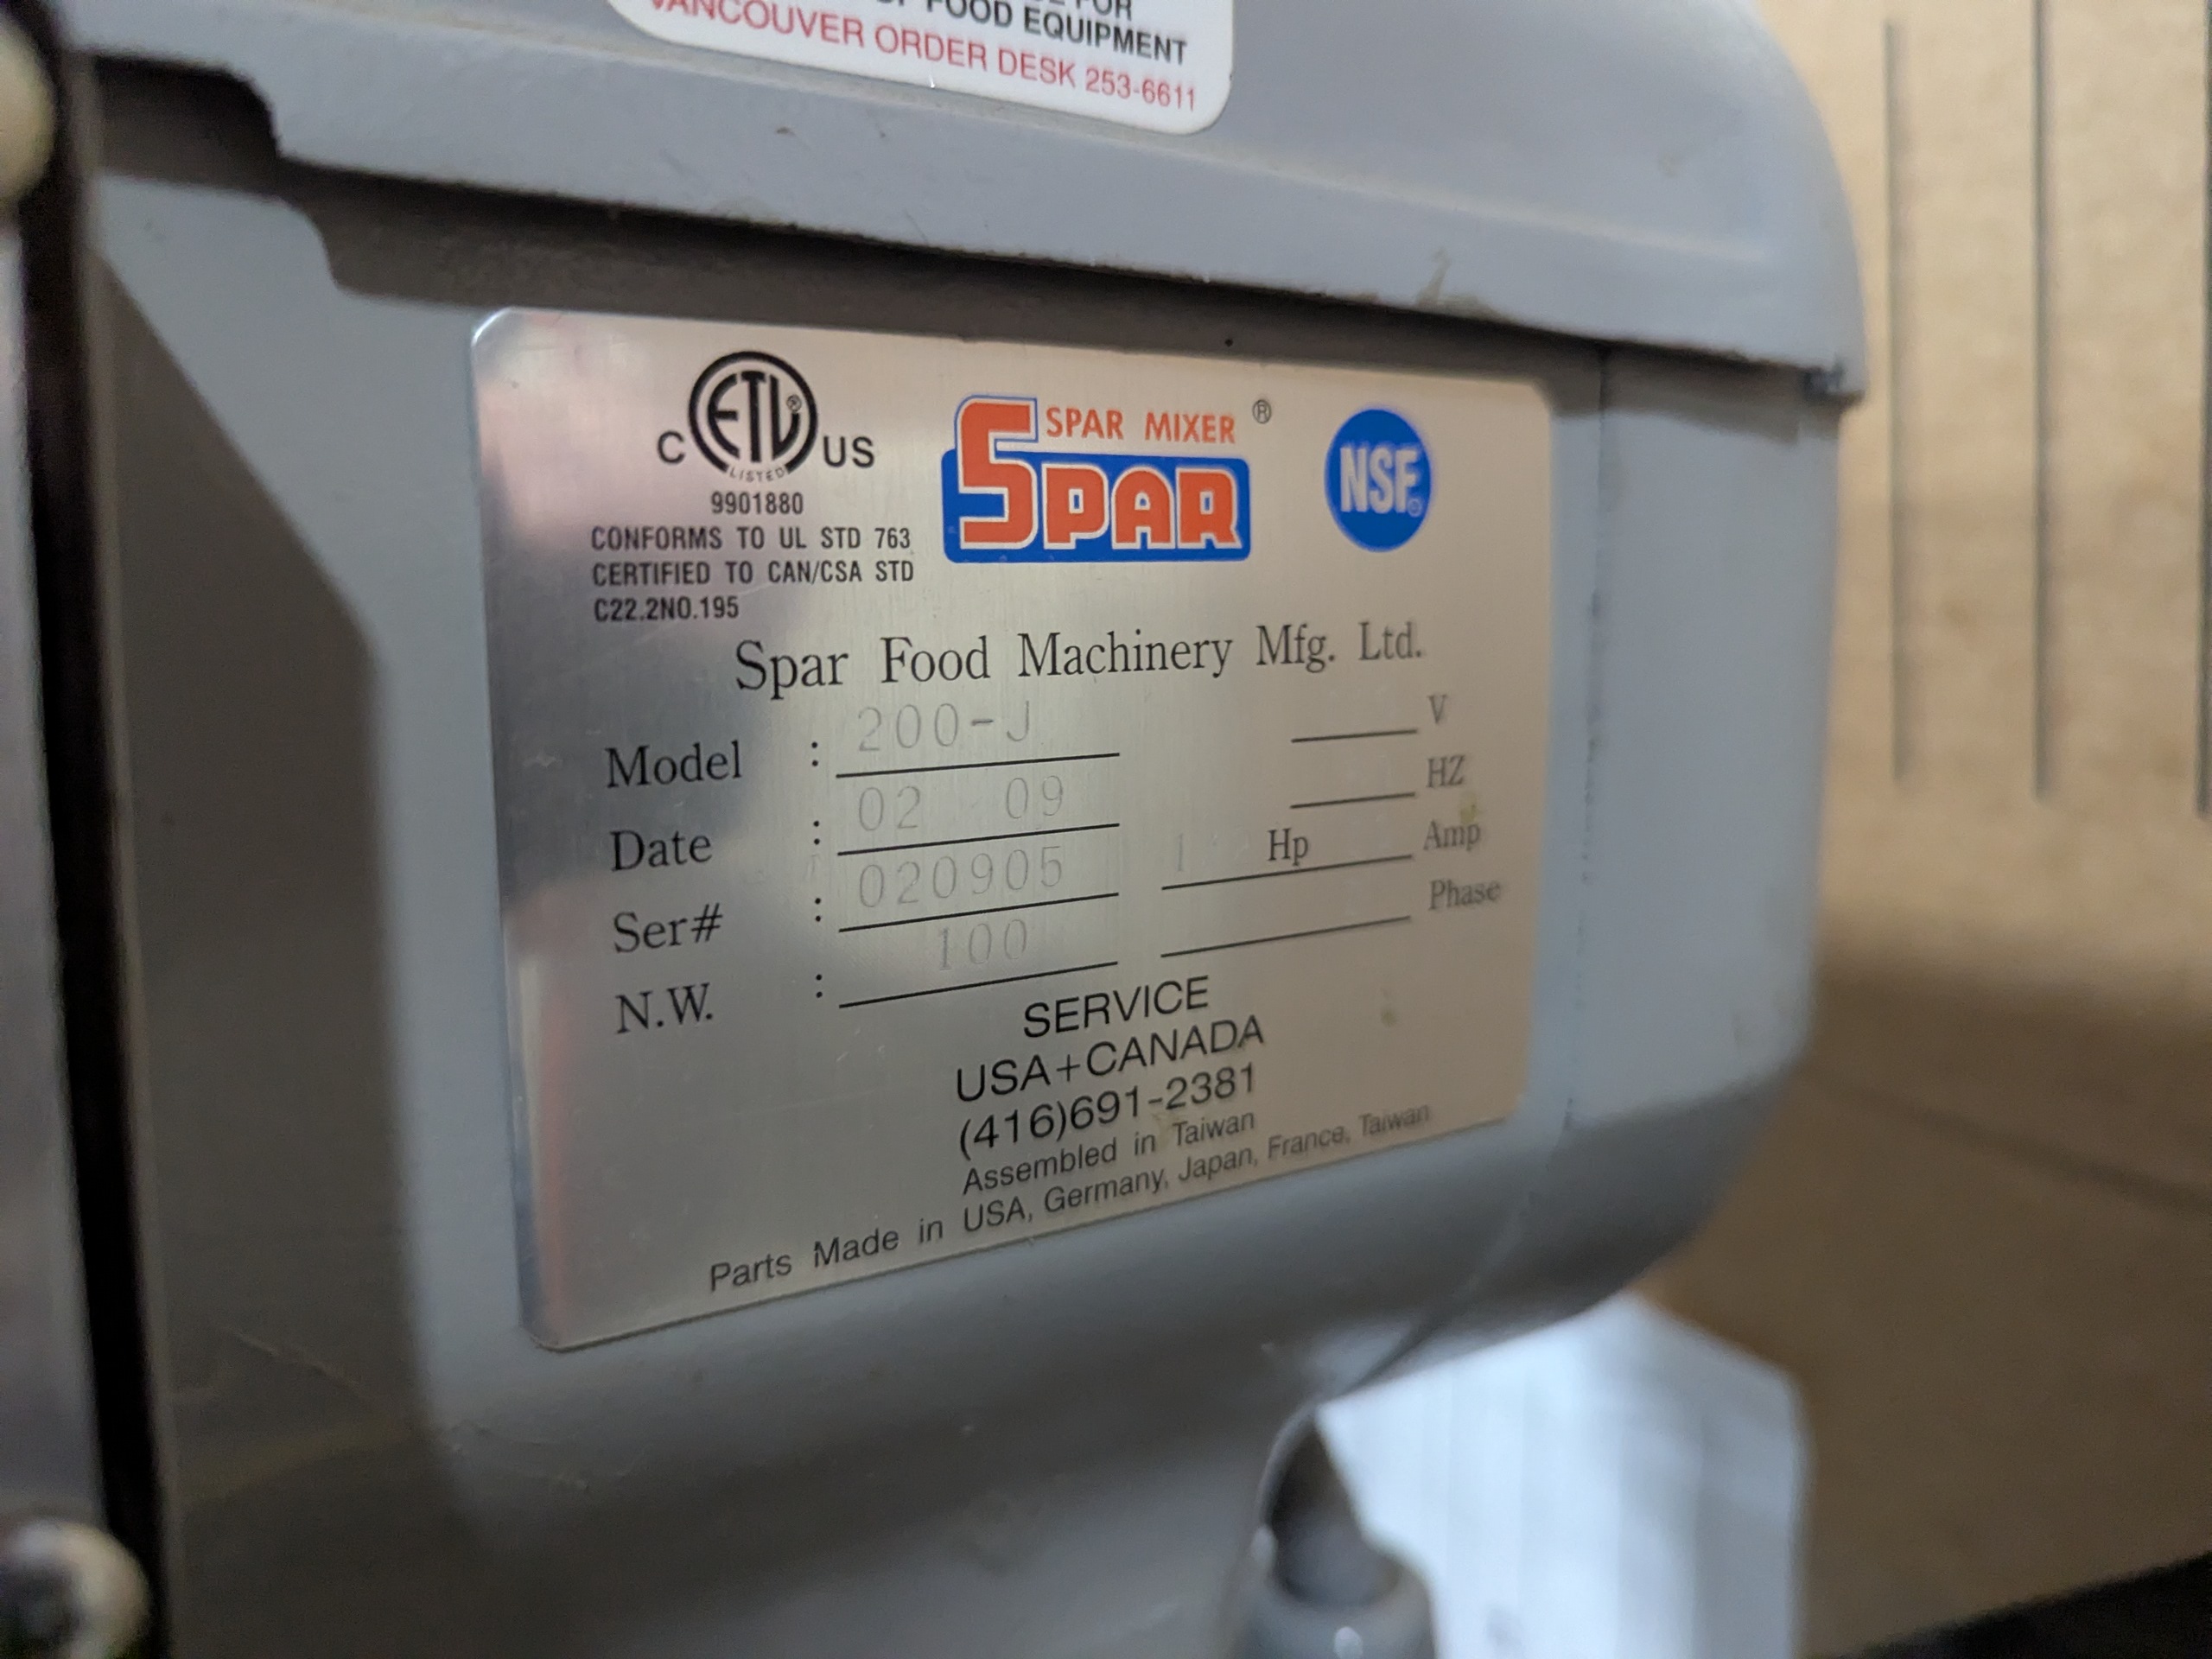 FOR
FOOD EQUIPMENT
VANCOUVER ORDER DESK 253-6611
C ETL ® US
LISTED
9901880
CONFORMS TO UL STD 763
CERTIFIED TO CAN/CSA STD
C22.2NO.195
SPAR MIXER ®
SPAR
NSF®
Spar Food Machinery Mfg. Ltd.
Model : 200-J V
Date : 02 09 HZ
Ser# : 020905 Hp Amp
N.W. : 100 Phase
SERVICE
USA+CANADA
(416)691-2381
Assembled in Taiwan
Parts Made in USA, Germany, Japan, France, Taiwan